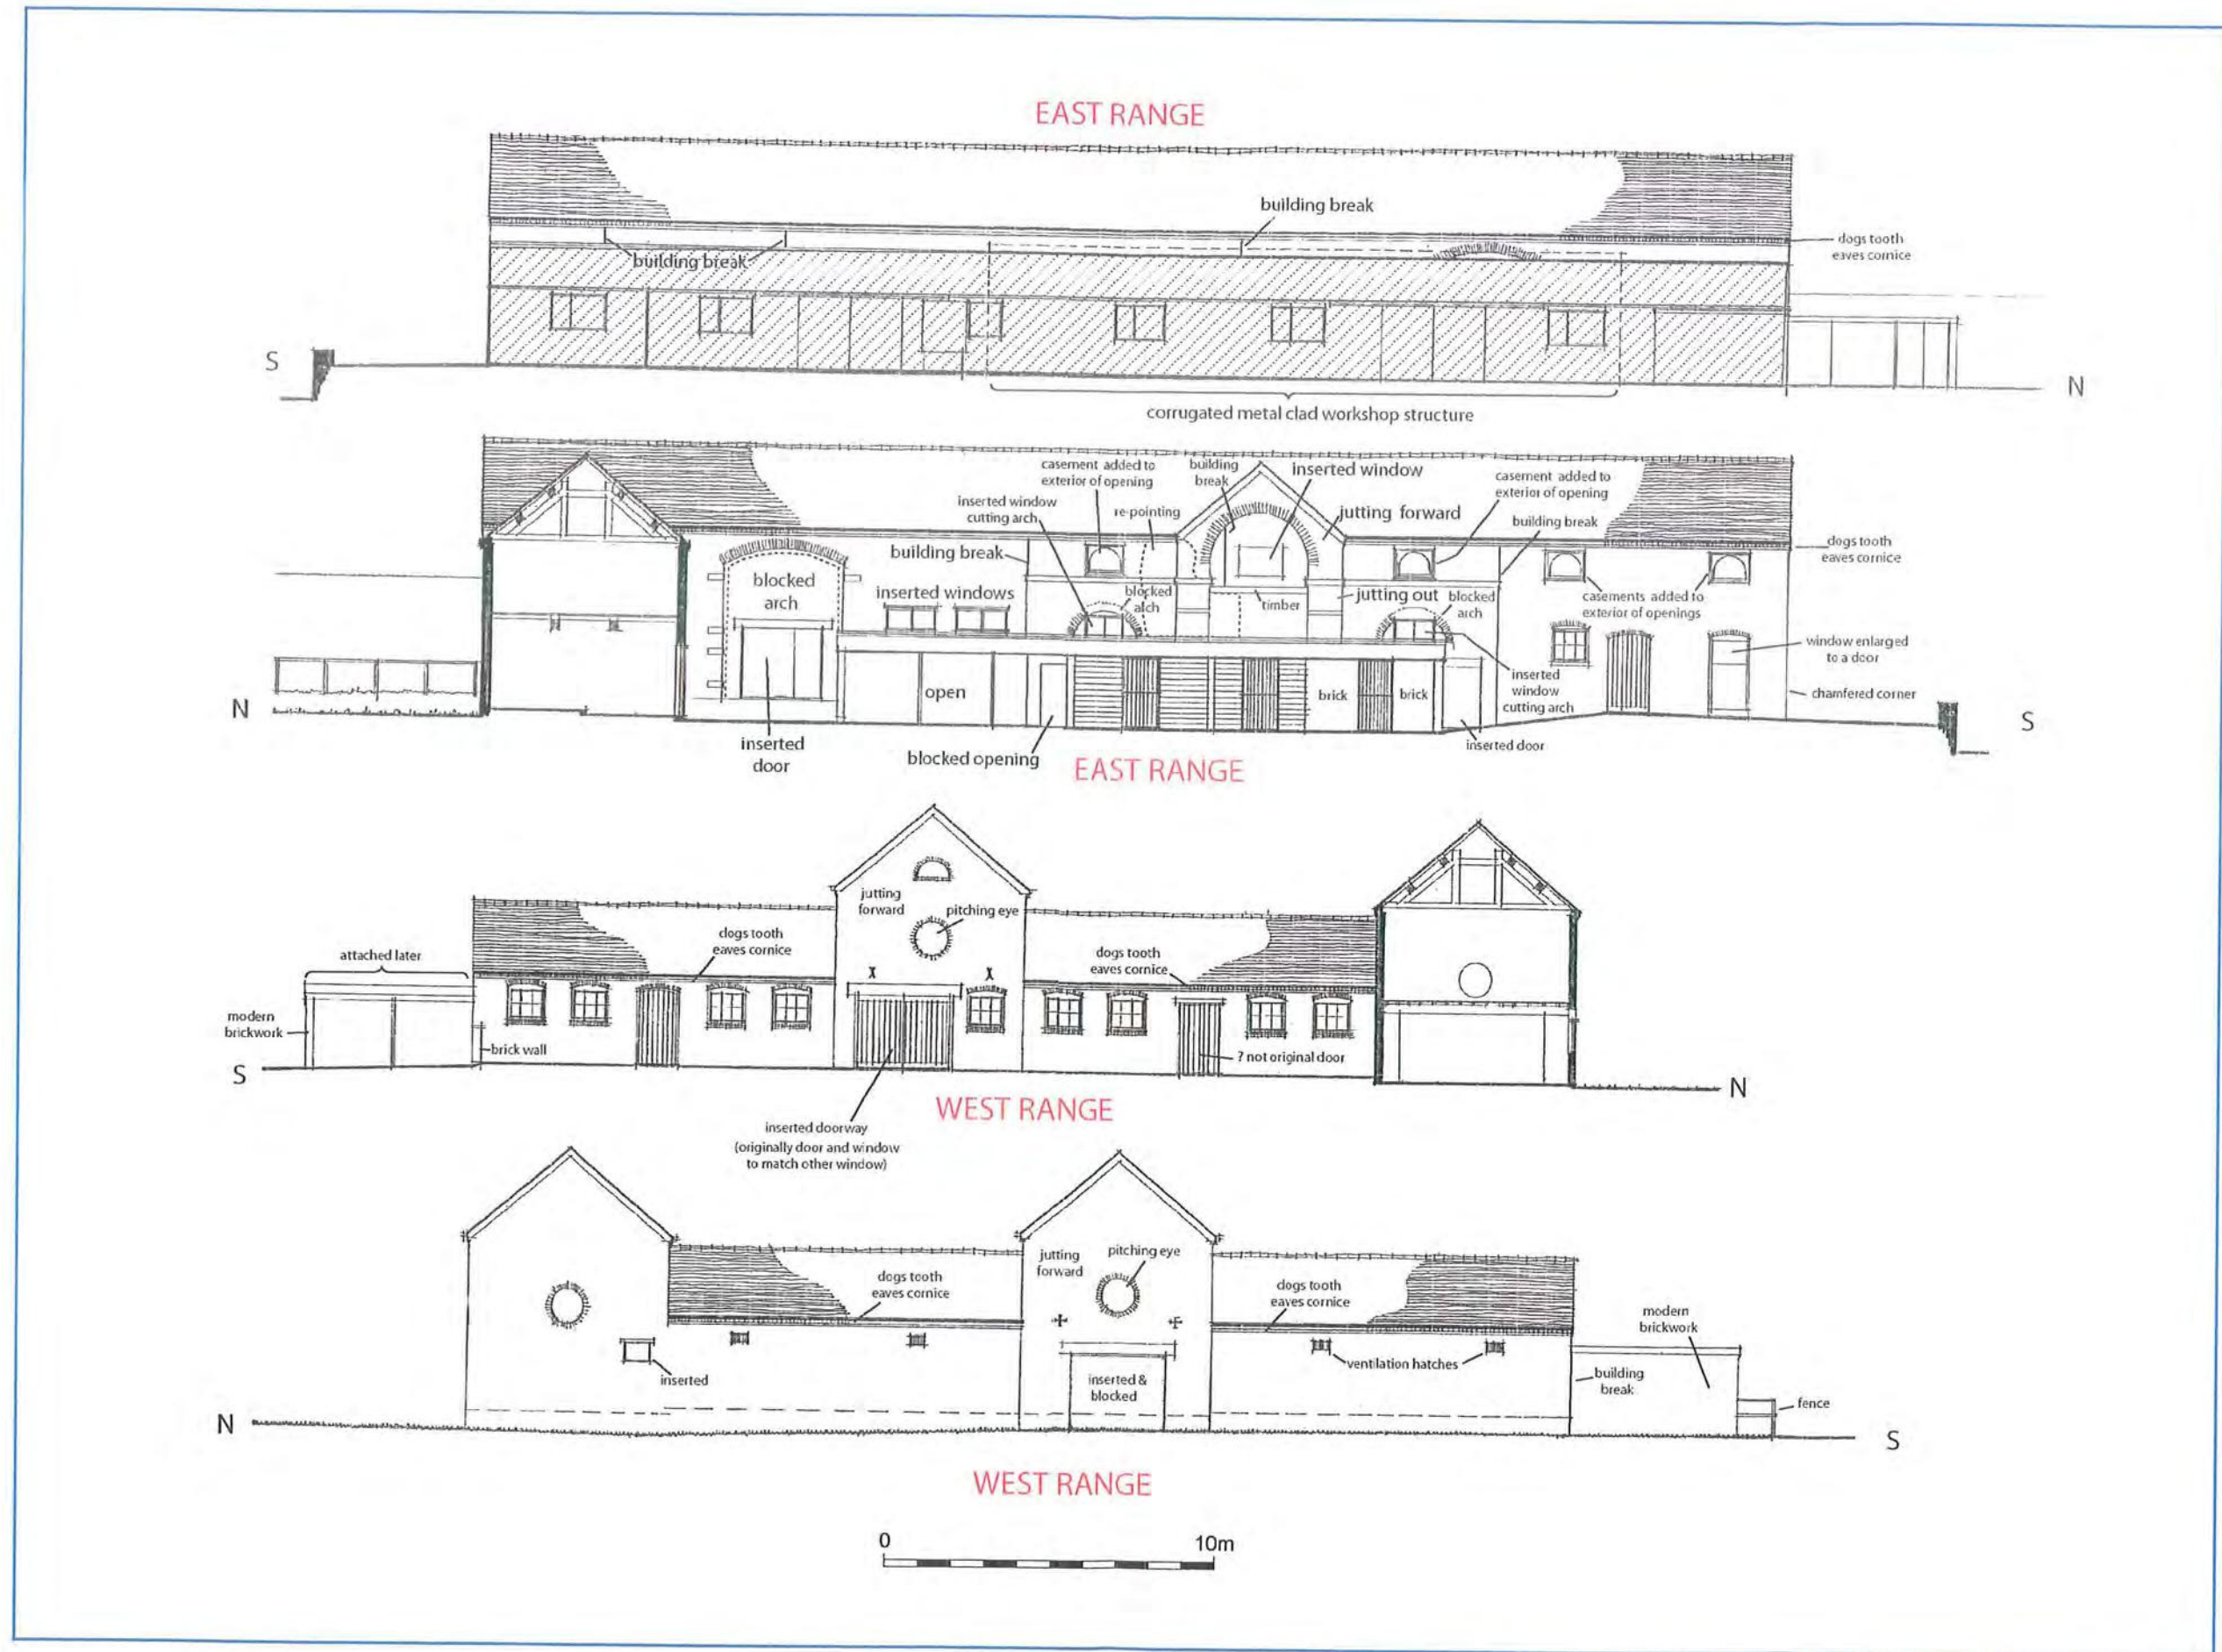 EAST RANGE
building break
building break
dogs tooth
eaves cornice
S
N
corrugated metal clad workshop structure
casement added to
exterior of opening
building
break
inserted window
casement added to
exterior of opening
inserted window
cutting arch
re-pointing
jutting forward
building break
building break
dogs tooth
eaves cornice
blocked
arch
inserted windows
blocked
arch
timber
jutting out
blocked
arch
casements added to
exterior of openings
window enlarged
to a door
open
brick
brick
inserted
window
cutting arch
chamfered corner
N
S
inserted
door
blocked opening
inserted door
EAST RANGE
jutting
forward
pitching eye
attached later
dogs tooth
eaves cornice
dogs tooth
eaves cornice
modern
brickwork
brick wall
? not original door
S
N
WEST RANGE
inserted doorway
(originally door and window
to match other window)
jutting
forward
pitching eye
dogs tooth
eaves cornice
dogs tooth
eaves cornice
modern
brickwork
inserted
inserted &
blocked
ventilation hatches
building
break
fence
N
S
WEST RANGE
0
10m